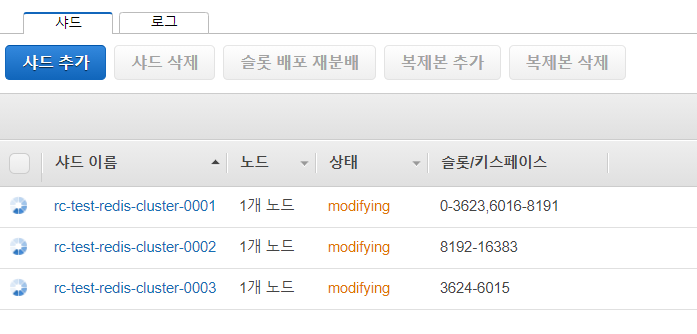 샤드 로그
샤드 추가 샤드 삭제 슬롯 배포 재분배 복제본 추가 복제본 삭제
샤드 이름 노드 상태 슬롯/키스페이스
rc-test-redis-cluster-0001 1개 노드 modifying 0-3623,6016-8191
rc-test-redis-cluster-0002 1개 노드 modifying 8192-16383
rc-test-redis-cluster-0003 1개 노드 modifying 3624-6015